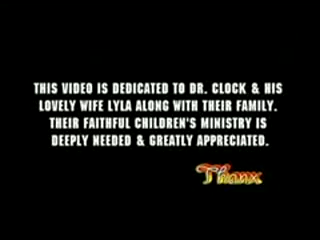 THIS VIDEO IS DEDICATED TO DR. CLOCK & HIS
LOVELY WIFE LYLA ALONG WITH THEIR FAMILY.
THEIR FAITHFUL CHILDREN'S MINISTRY IS
DEEPLY NEEDED & GREATLY APPRECIATED.
Thanx